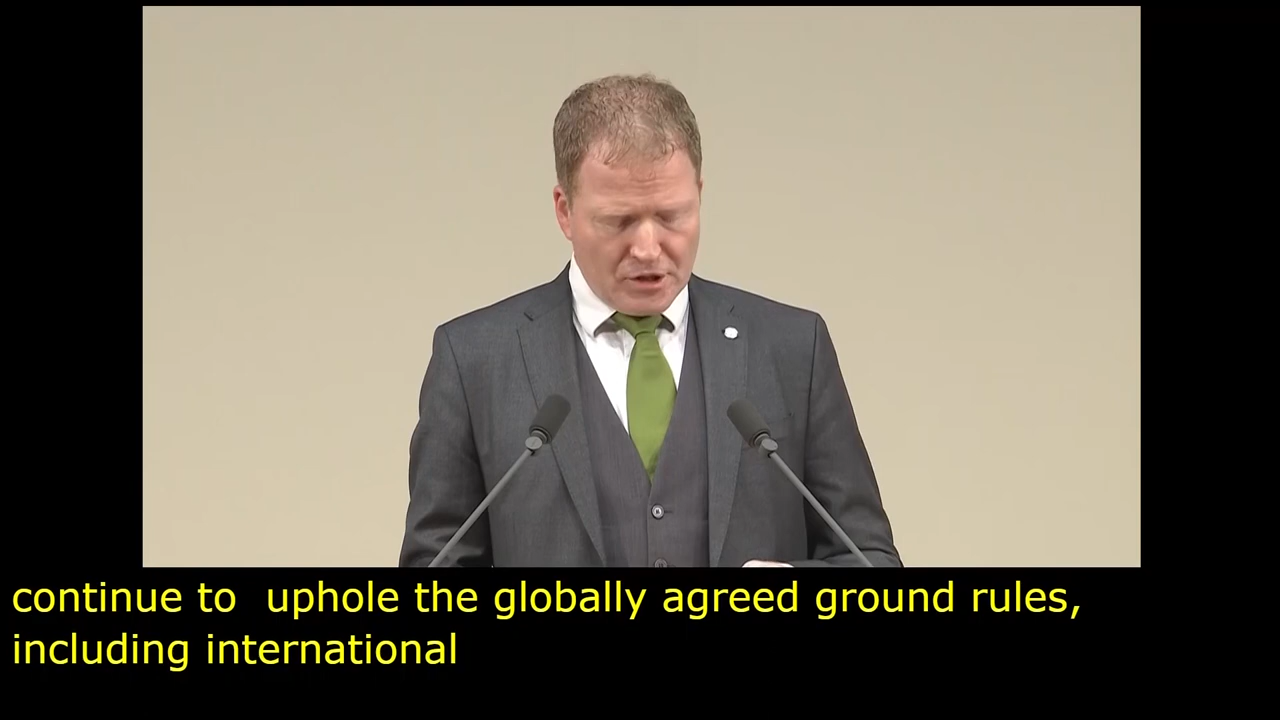 continue to  uphole the globally agreed ground rules,
including international